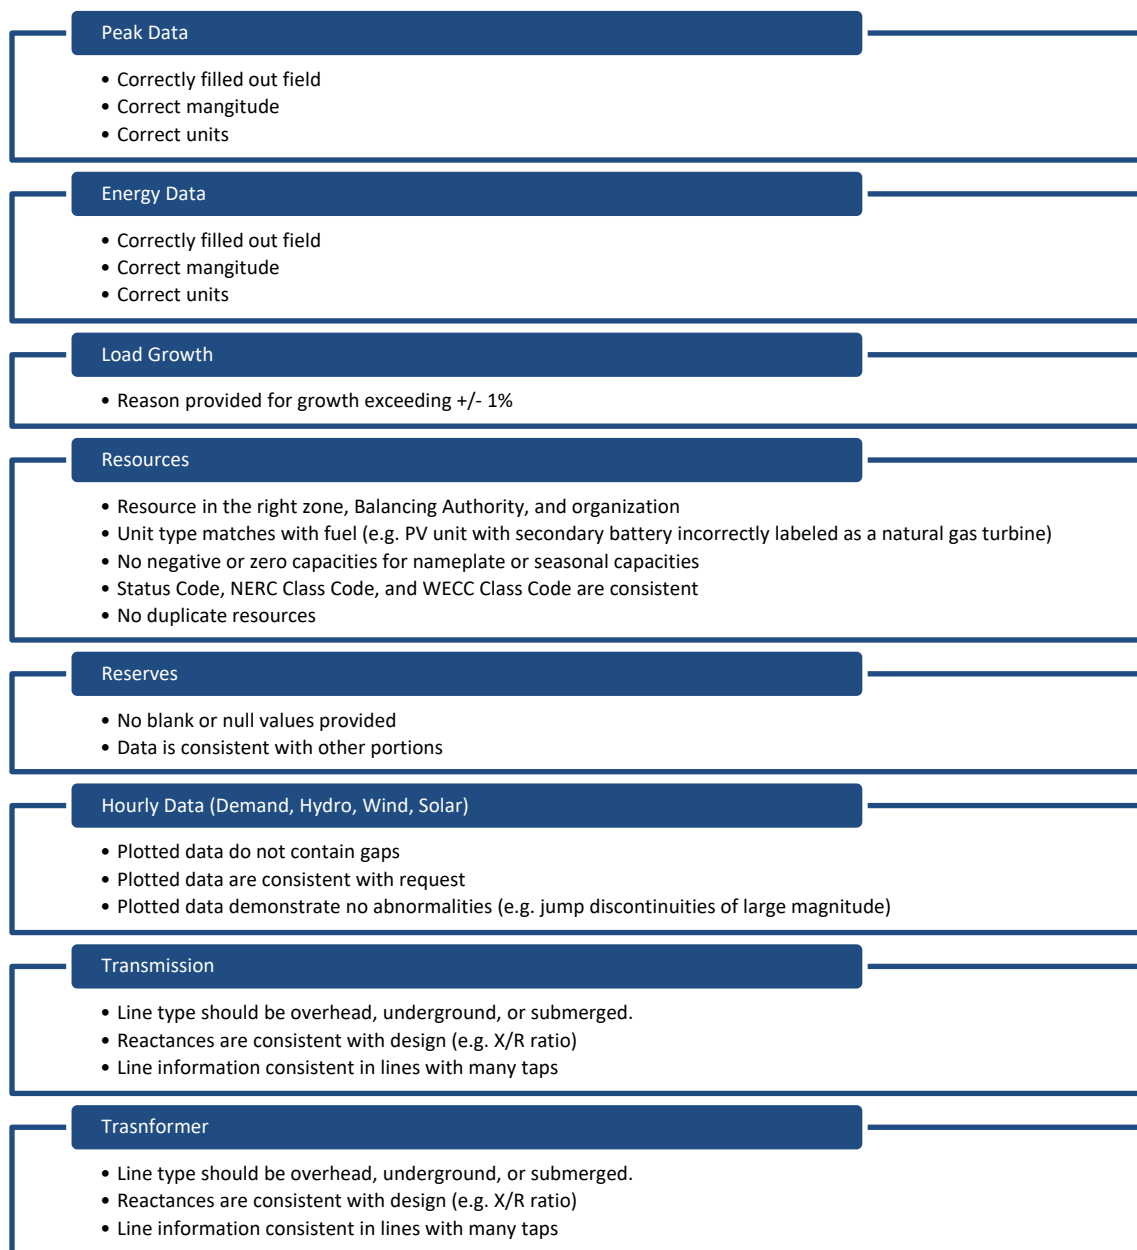 Peak Data
• Correctly filled out field
• Correct mangitude
• Correct units
Energy Data
• Correctly filled out field
• Correct mangitude
• Correct units
Load Growth
• Reason provided for growth exceeding +/- 1%
Resources
• Resource in the right zone, Balancing Authority, and organization
• Unit type matches with fuel (e.g. PV unit with secondary battery incorrectly labeled as a natural gas turbine)
• No negative or zero capacities for nameplate or seasonal capacities
• Status Code, NERC Class Code, and WECC Class Code are consistent
• No duplicate resources
Reserves
• No blank or null values provided
• Data is consistent with other portions
Hourly Data (Demand, Hydro, Wind, Solar)
• Plotted data do not contain gaps
• Plotted data are consistent with request
• Plotted data demonstrate no abnormalities (e.g. jump discontinuities of large magnitude)
Transmission
• Line type should be overhead, underground, or submerged.
• Reactances are consistent with design (e.g. X/R ratio)
• Line information consistent in lines with many taps
Trasnformer
• Line type should be overhead, underground, or submerged.
• Reactances are consistent with design (e.g. X/R ratio)
• Line information consistent in lines with many taps